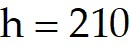 h = 210